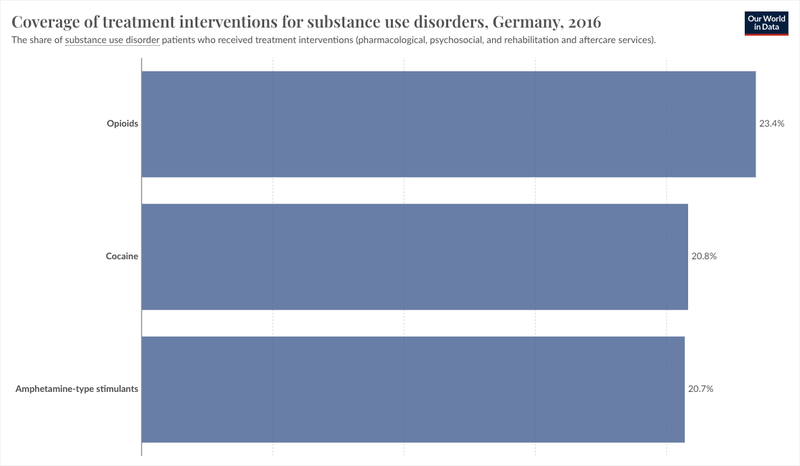 Coverage of treatment interventions for substance use disorders, Germany, 2016
Our World
in Data
The share of substance use disorder patients who received treatment interventions (pharmacological, psychosocial, and rehabilitation and aftercare services).
Opioids
23.4%
Cocaine
20.8%
Amphetamine-type stimulants
20.7%